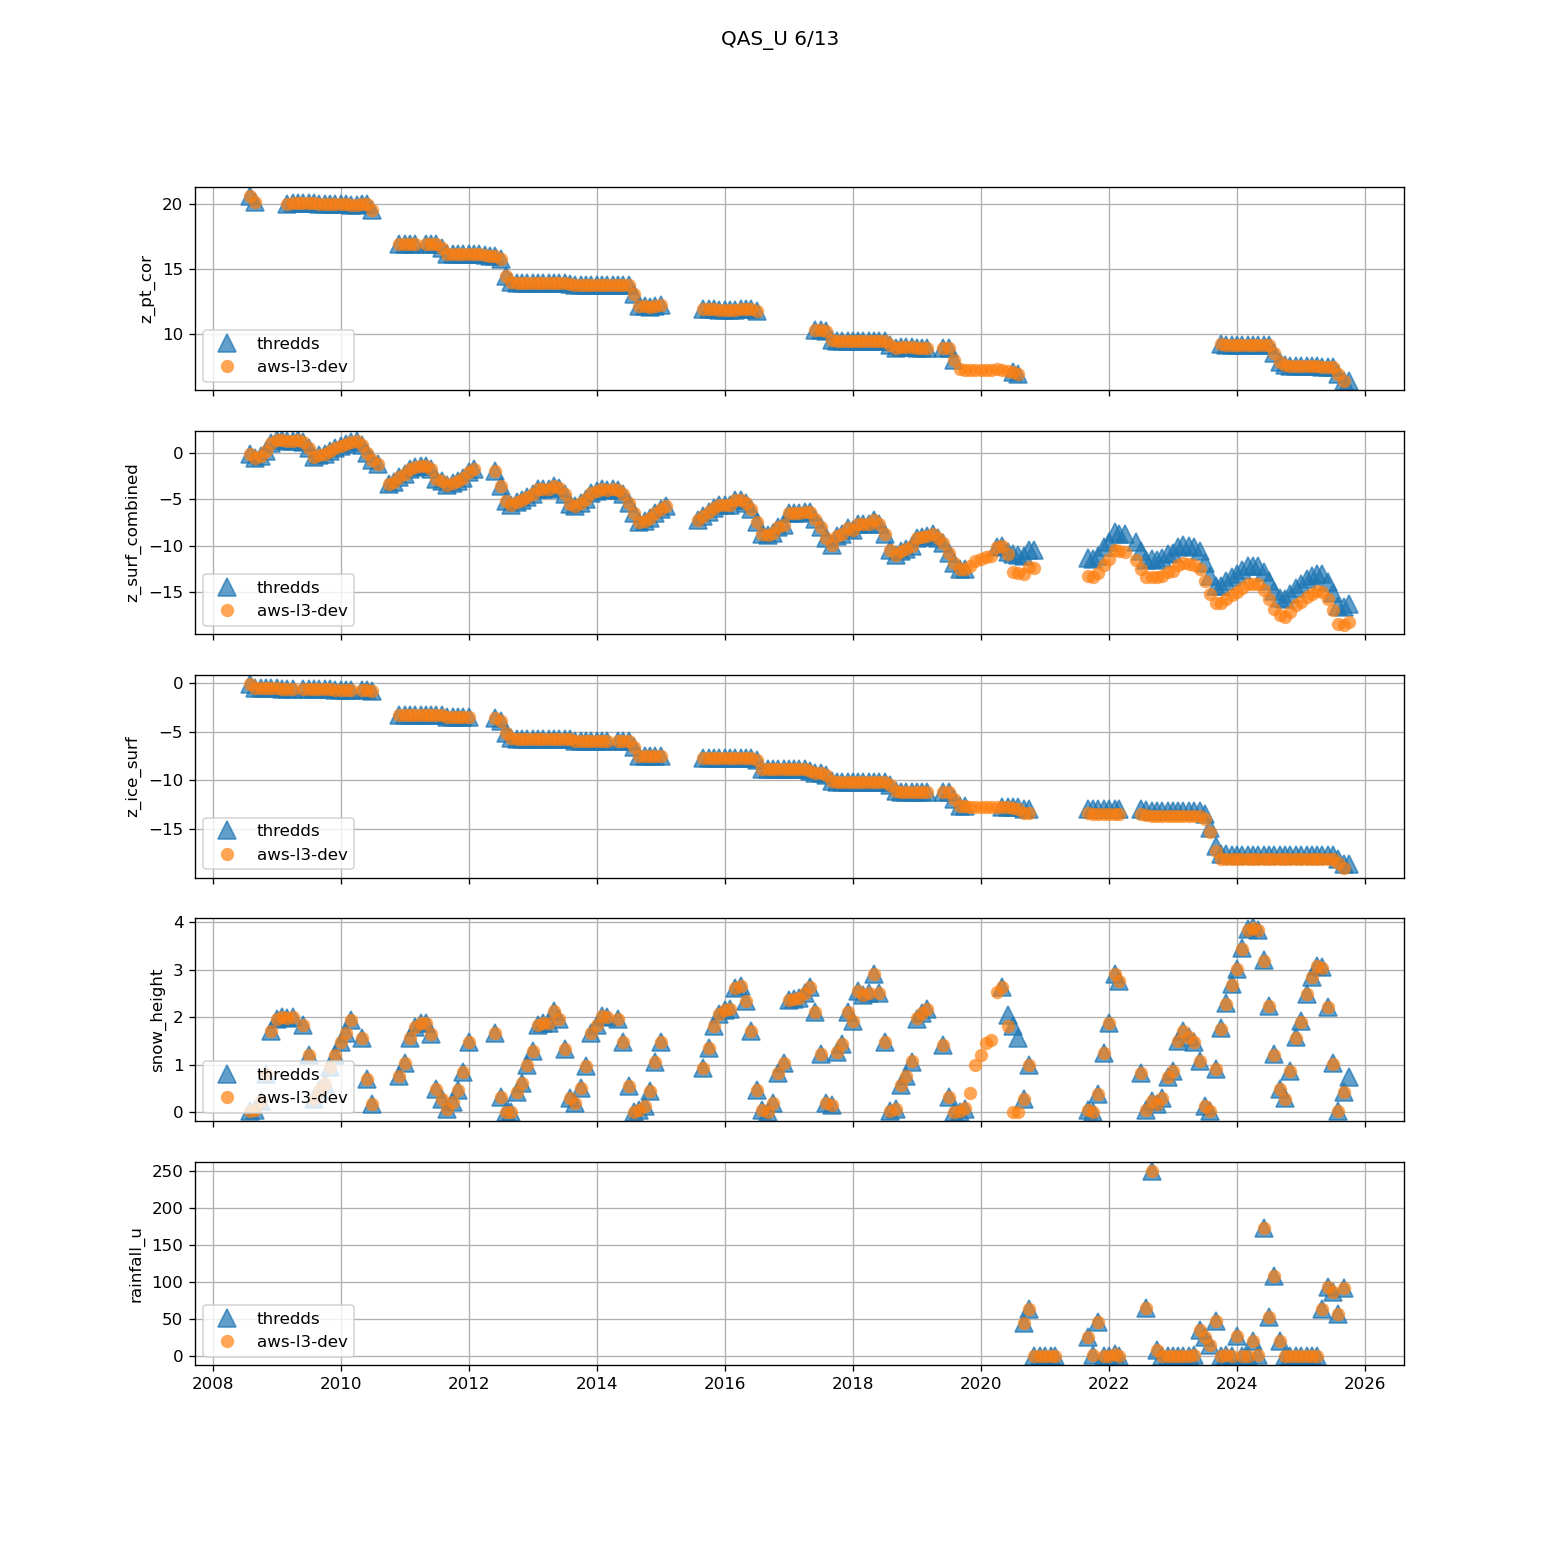 QAS_U 6/13
z_pt_cor
20
15
10
thredds
aws-l3-dev
z_surf_combined
0
−5
−10
−15
thredds
aws-l3-dev
z_ice_surf
0
−5
−10
−15
thredds
aws-l3-dev
snow_height
4
3
2
1
0
thredds
aws-l3-dev
rainfall_u
250
200
150
100
50
0
thredds
aws-l3-dev
2008 2010 2012 2014 2016 2018 2020 2022 2024 2026